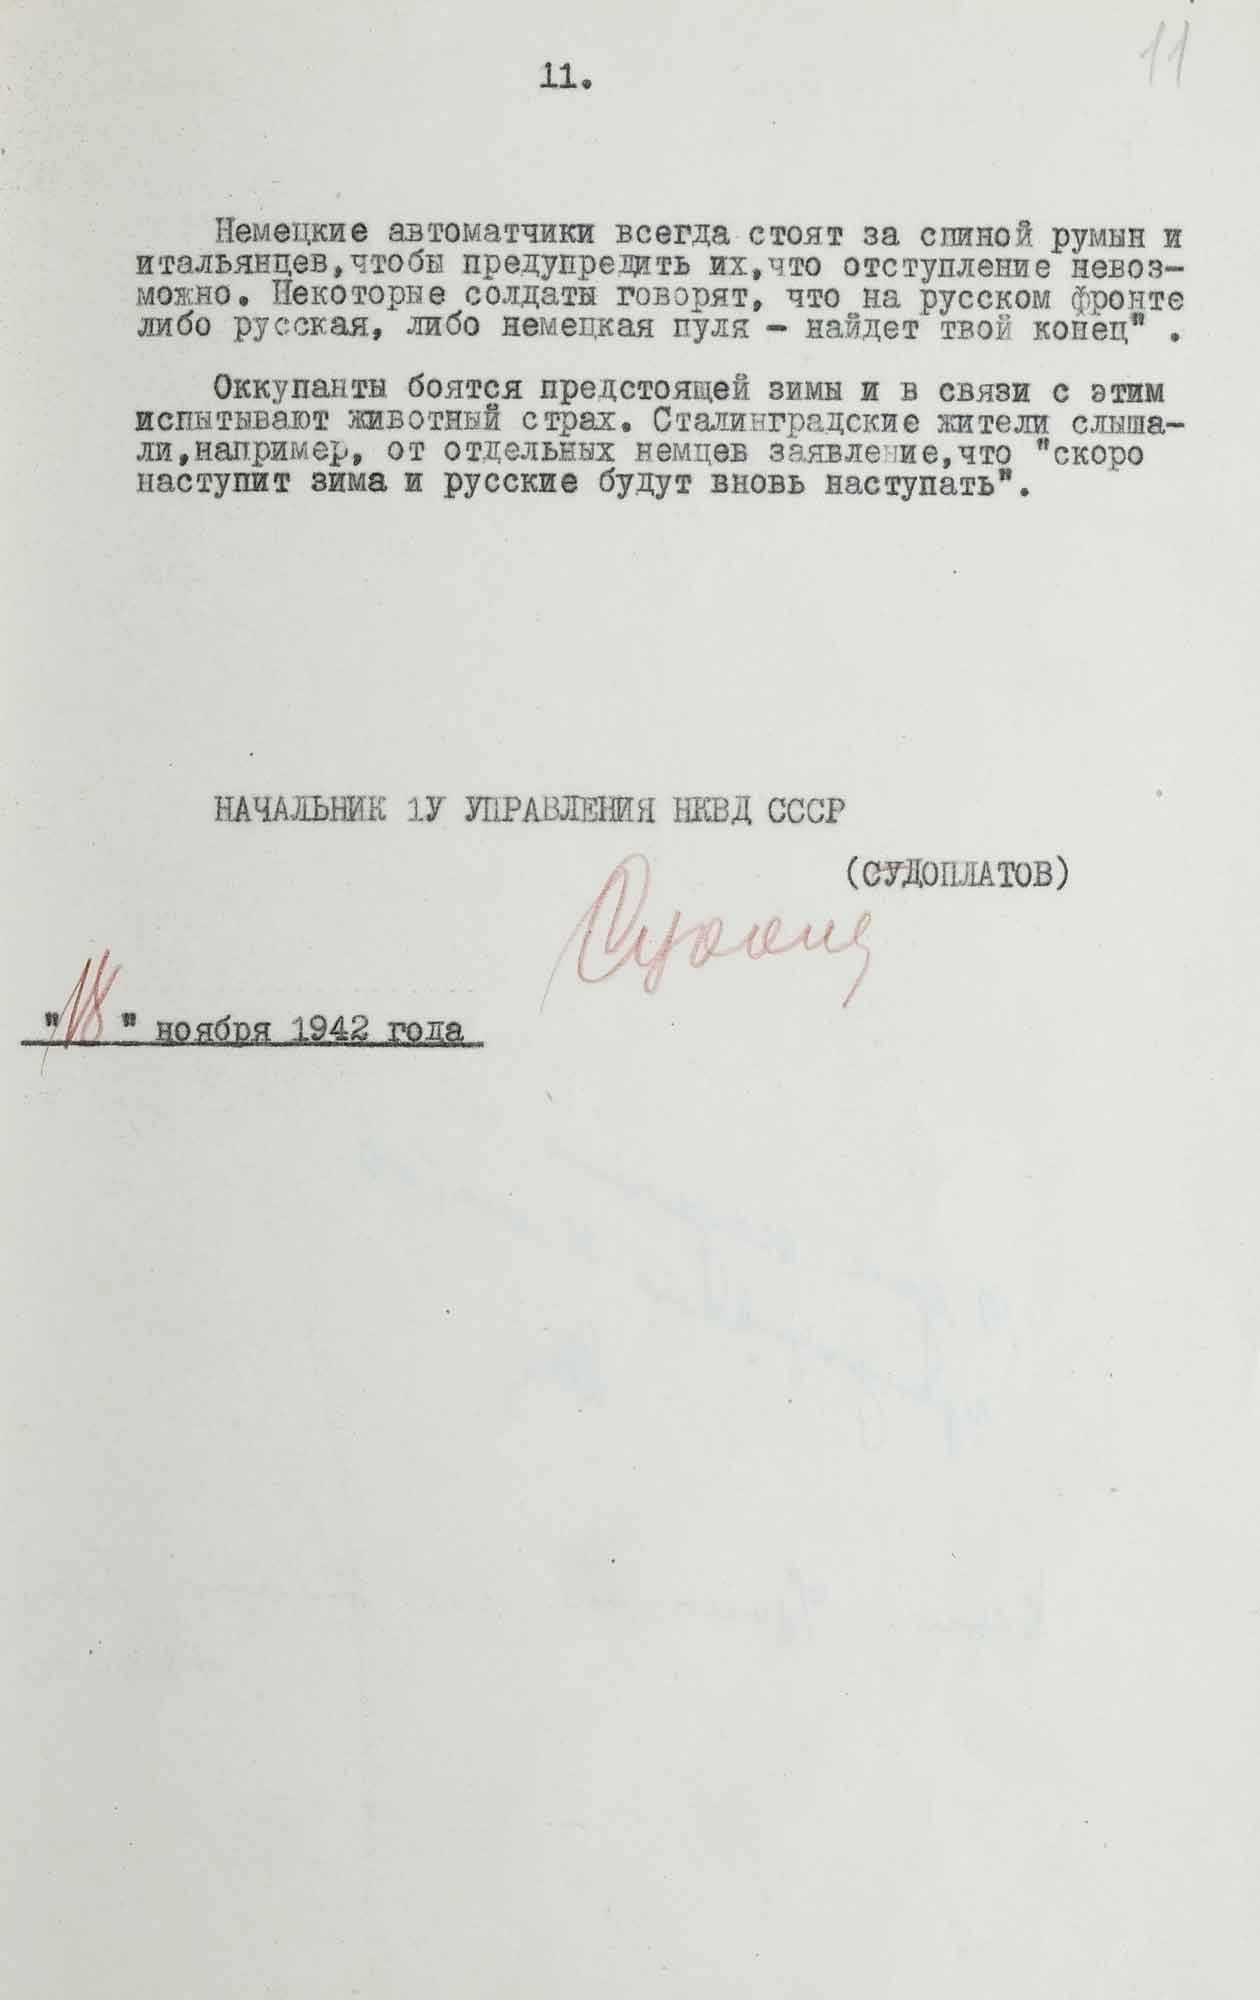 11
11.
Немецкие автоматчики всегда стоят за спиной румын и
итальянцев,чтобы предупредить их,что отступление невоз-
можно. Некоторые солдаты говорят, что на русском фронте
либо русская, либо немецкая пуля - найдет твой конец" .
Оккупанты боятся предстоящей зимы и в связи с этим
испытывают животный страх. Сталинградские жители слыша-
ли,например, от отдельных немцев заявление,что "скоро
наступит зима и русские будут вновь наступать".
НАЧАЛЬНИК 1У УПРАВЛЕНИЯ НКВД СССР
(СУДОПЛАТОВ)
"18" ноября 1942 года